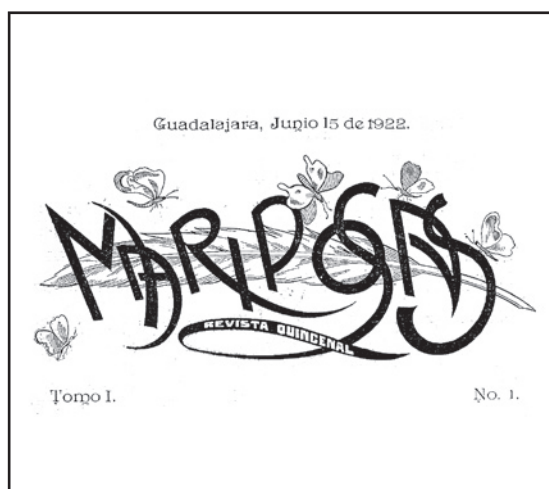 Guadalajara, Junio 15 de 1922.
MARIPOSAS
REVISTA QUINCENAL
Tomo I.
No. 1.